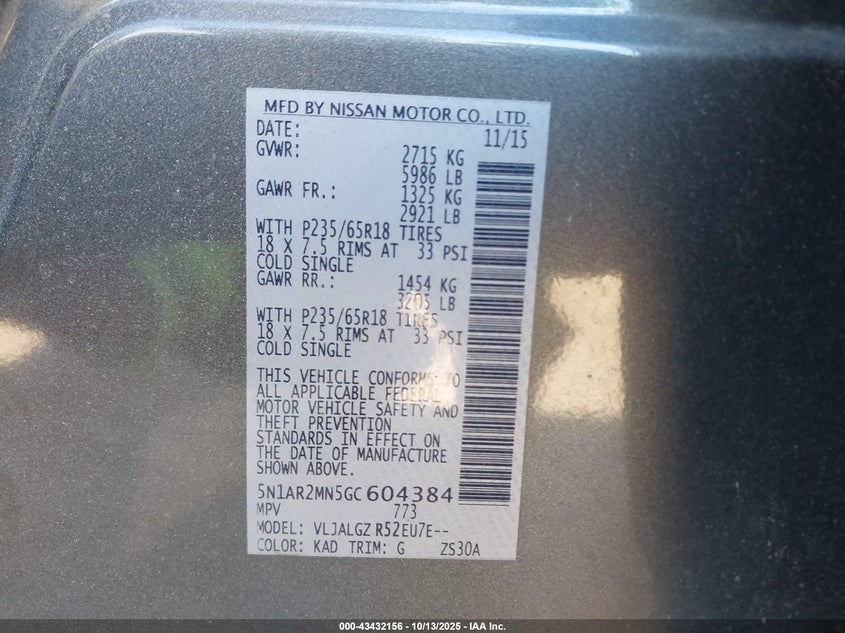 MFD BY NISSAN MOTOR CO., LTD.
DATE: 11/15
GVWR: 2715 KG
5986 LB
GAWR FR.: 1325 KG
2921 LB
WITH P235/65R18 TIRES
18 X 7.5 RIMS AT 33 PSI
COLD SINGLE
GAWR RR.: 1454 KG
3205 LB
WITH P235/65R18 TIRES
18 X 7.5 RIMS AT 33 PSI
COLD SINGLE
THIS VEHICLE CONFORMS TO
ALL APPLICABLE FEDERAL
MOTOR VEHICLE SAFETY AND
THEFT PREVENTION
STANDARDS IN EFFECT ON
THE DATE OF MANUFACTURE
SHOWN ABOVE.
5N1AR2MN5GC604384
MPV 773
MODEL: VLJALGZ R52EU7E--
COLOR: KAD TRIM: G ZS30A
000-43432156 - 10/13/2025 - IAA Inc.